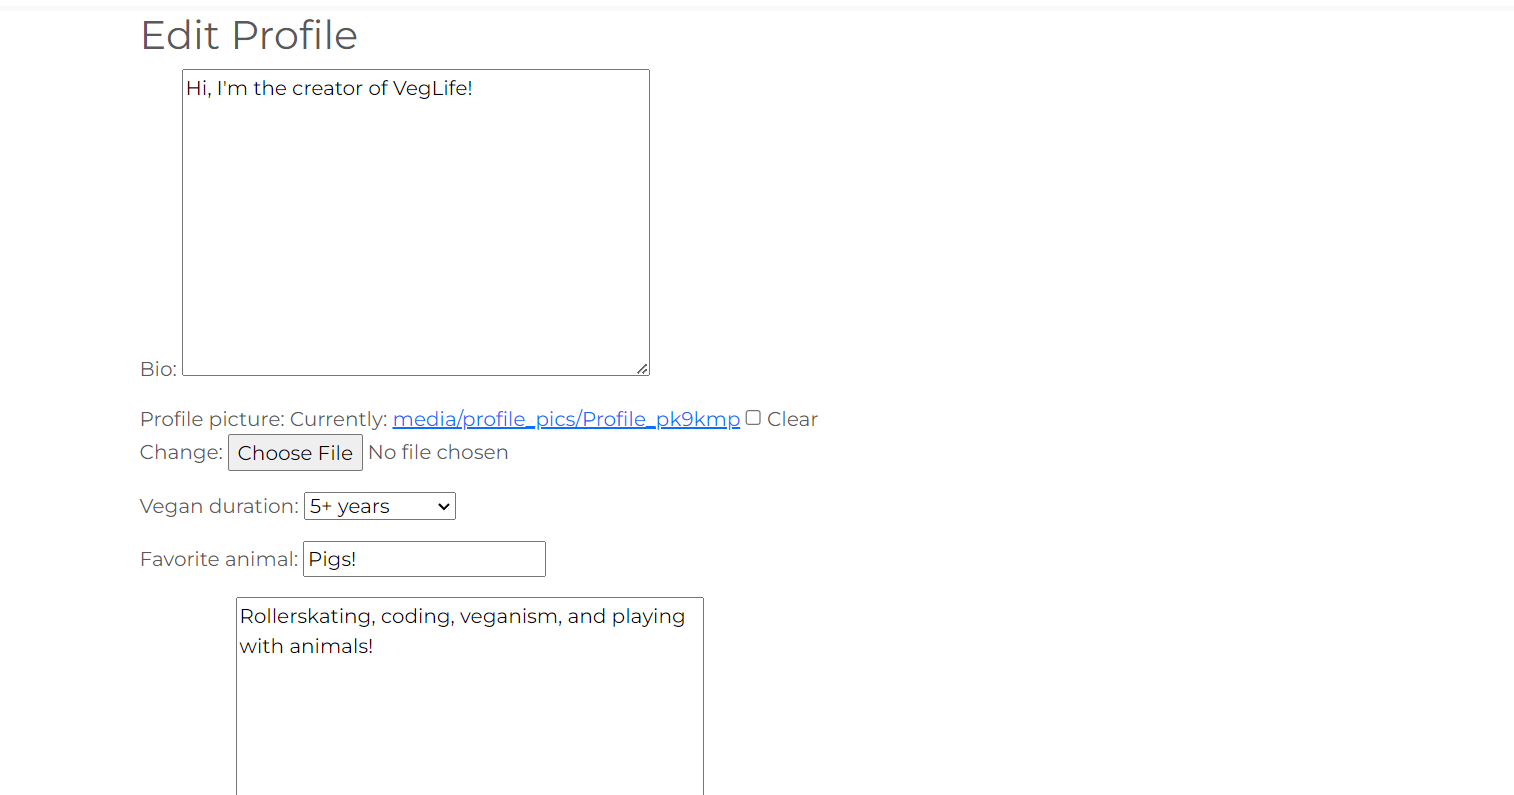 Edit Profile
Hi, I'm the creator of VegLife!
Bio:
Profile picture: Currently: media/profile_pics/Profile_pk9kmp Clear
Change: Choose File No file chosen
Vegan duration: 5+ years
Favorite animal: Pigs!
Rollerskating, coding, veganism, and playing
with animals!